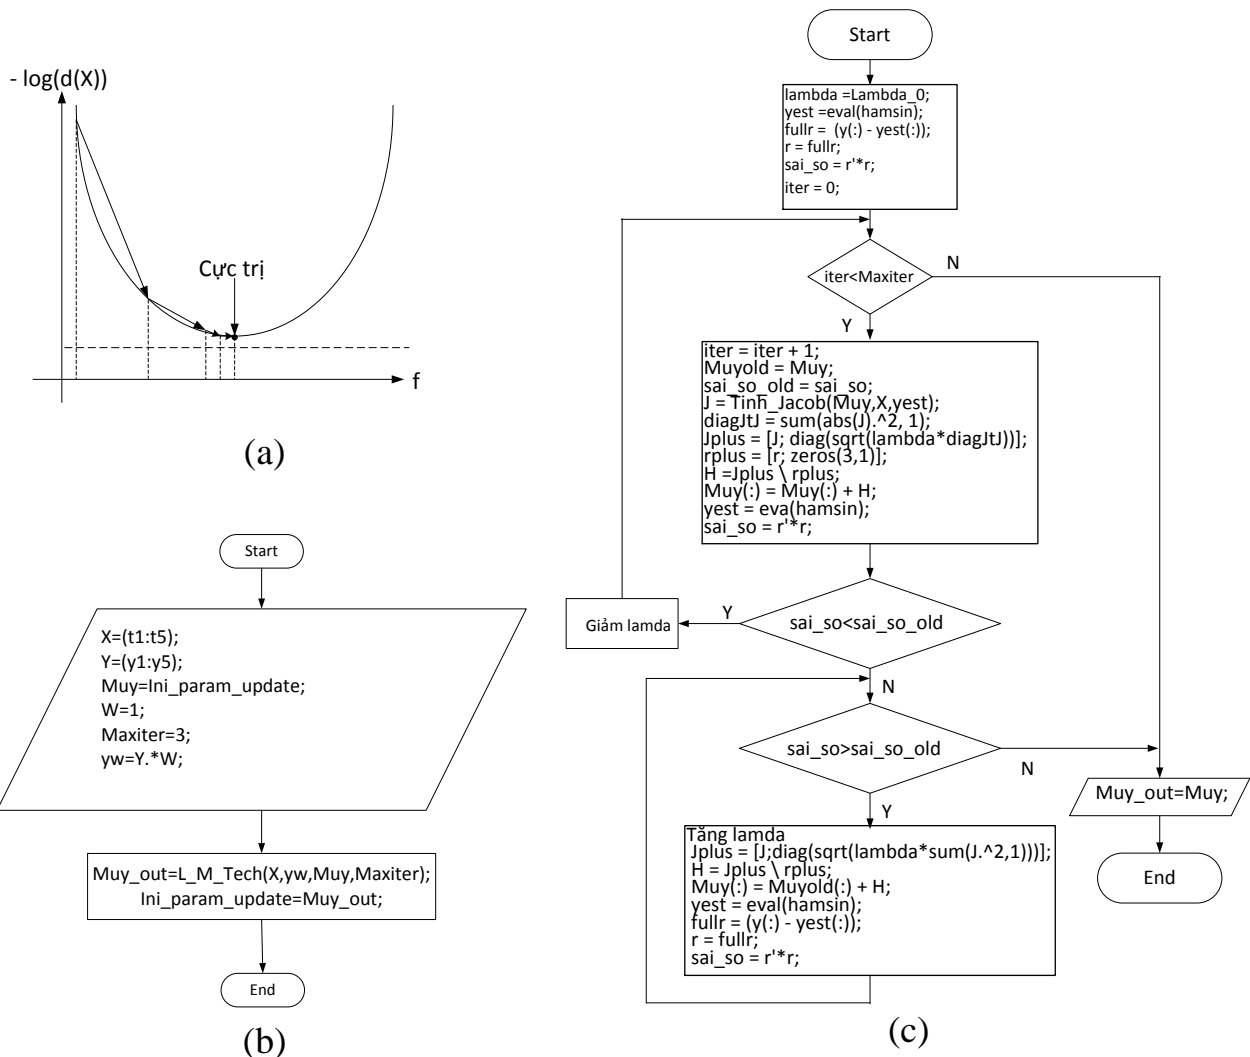 - log(d(X))
Cực trị
f
(a)
Start
X=(t1:t5);
Y=(y1:y5);
Muy=Ini_param_update;
W=1;
Maxiter=3;
yw=Y.*W;
Muy_out=L_M_Tech(X,yw,Muy,Maxiter);
Ini_param_update=Muy_out;
End
(b)
Start
lambda =Lambda_0;
yest =eval(hamsin);
fullr =  (y(:) - yest(:));
r = fullr;
sai_so = r'*r;
iter = 0;
iter<Maxiter
N
Y
iter = iter + 1;
Muyold = Muy;
sai_so_old = sai_so;
J = Tinh_Jacob(Muy,X,yest);
diagJtJ = sum(abs(J).^2, 1);
Jplus = [J; diag(sqrt(lambda*diagJtJ))];
rplus = [r; zeros(3,1)];
H =Jplus \ rplus;
Muy(:) = Muy(:) + H;
yest = eva(hamsin);
sai_so = r'*r;
sai_so<sai_so_old
Y
Giảm lamda
N
sai_so>sai_so_old
N
Y
Muy_out=Muy;
End
Tăng lamda
Jplus = [J;diag(sqrt(lambda*sum(J.^2,1)))];
H = Jplus \ rplus;
Muy(:) = Muyold(:) + H;
yest = eval(hamsin);
fullr = (y(:) - yest(:));
r = fullr;
sai_so = r'*r;
(c)